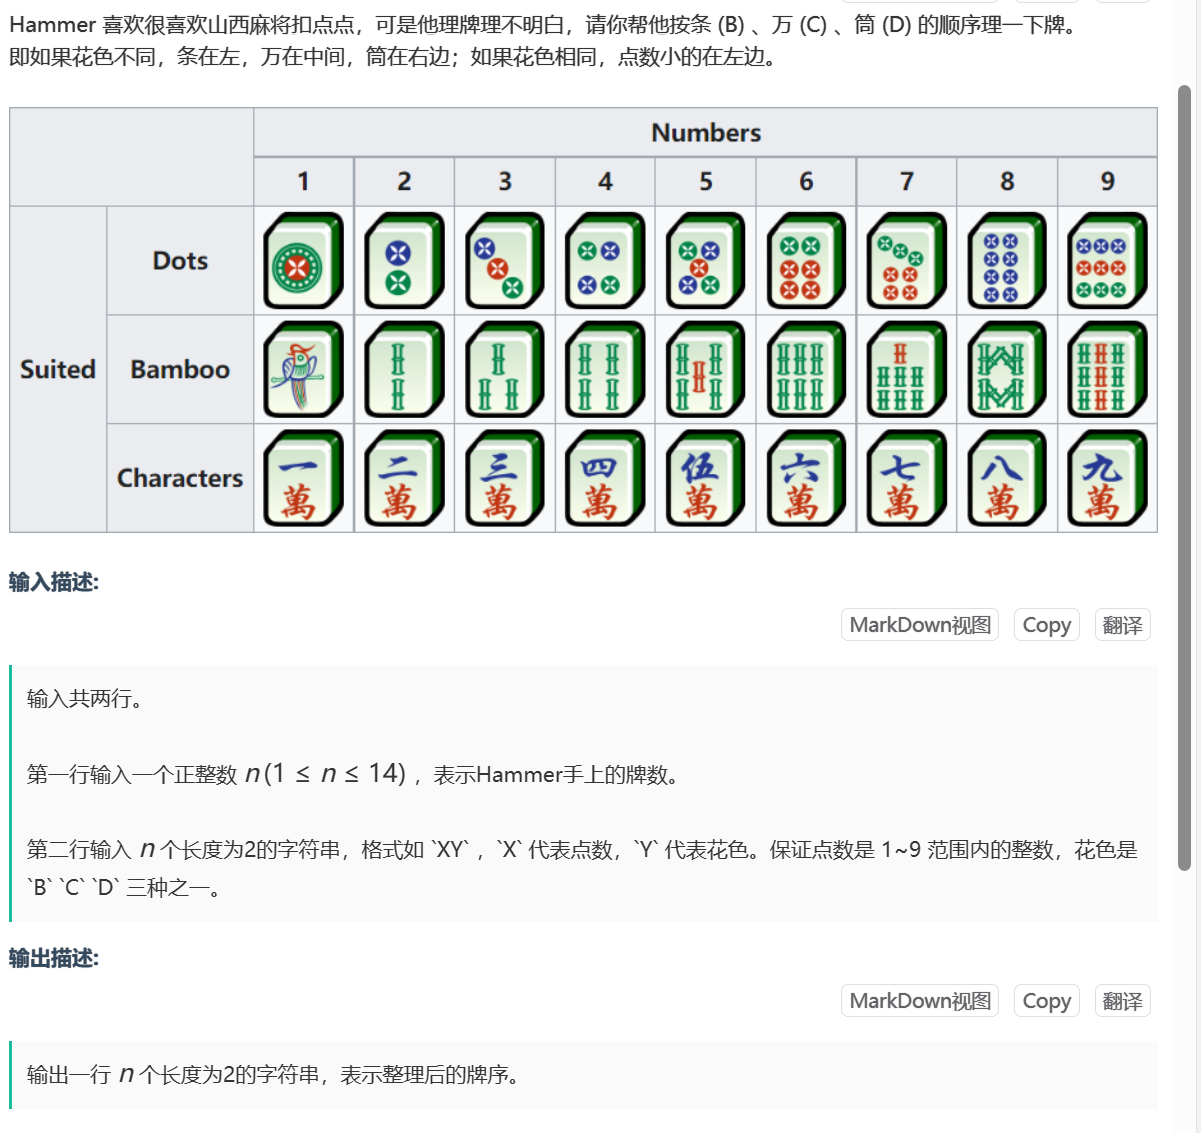 Hammer 喜欢很喜欢山西麻将扣点点，可是他理牌理不明白，请你帮他按条 (B) 、万 (C) 、筒 (D) 的顺序理一下牌。
即如果花色不同，条在左，万在中间，筒在右边；如果花色相同，点数小的在左边。
Numbers
1 2 3 4 5 6 7 8 9
Dots
Suited Bamboo
Characters
一 二 三 四 伍 六 七 八 九
萬 萬 萬 萬 萬 萬 萬 萬 萬
输入描述:
MarkDown视图 Copy 翻译
输入共两行。
第一行输入一个正整数 n(1 ≤ n ≤ 14) ，表示Hammer手上的牌数。
第二行输入 n 个长度为2的字符串，格式如 `XY` ，`X` 代表点数，`Y` 代表花色。保证点数是 1~9 范围内的整数，花色是
`B` `C` `D` 三种之一。
输出描述:
MarkDown视图 Copy 翻译
输出一行 n 个长度为2的字符串，表示整理后的牌序。